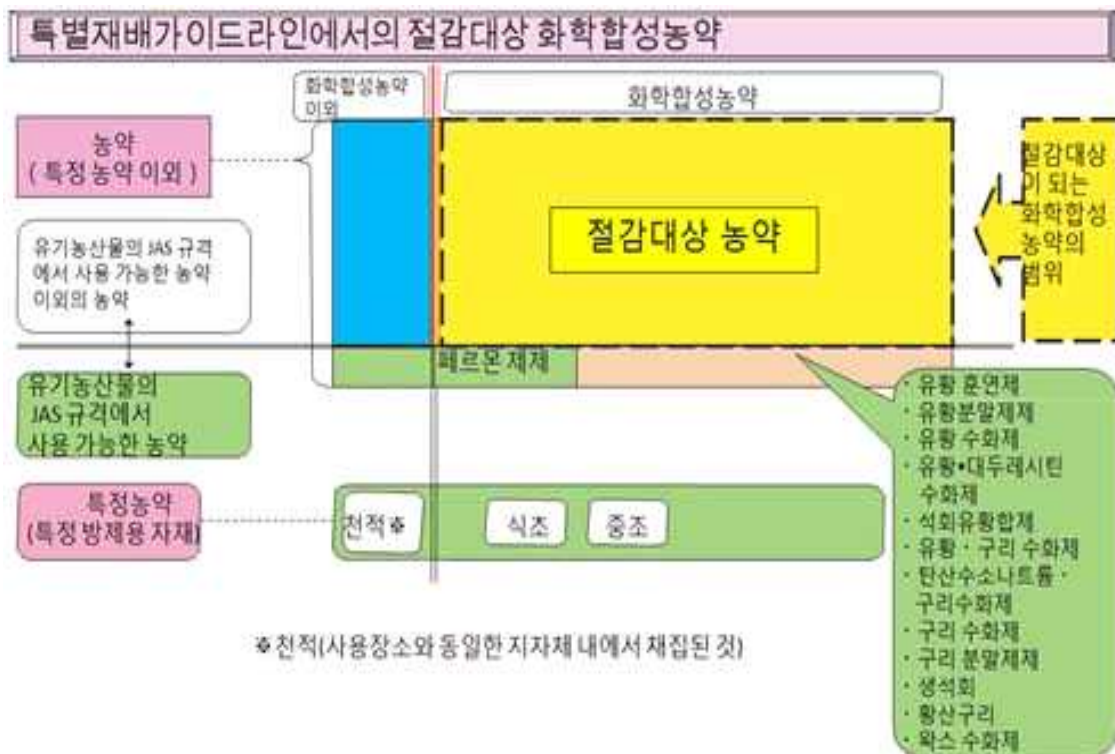 특별재배가이드라인에서의 절감대상 화학합성농약
화학합성농약
이외
화학합성농약
농약
( 특정 농약 이외 )
절감대상 농약
절감대상
이 되는
화학합성
농약의
범위
유기농산물의 JAS 규격
에서 사용 가능한 농약
이외의 농약
페르몬 제제
유기농산물의
JAS 규격에서
사용 가능한 농약
· 유황 훈연제
· 유황분말제제
· 유황 수화제
· 유황•대두레시틴
수화제
· 석회유황합제
· 유황 · 구리 수화제
· 탄산수소나트륨 ·
구리수화제
· 구리 수화제
· 구리 분말제제
· 생석회
· 황산구리
· 왁스 수화제
특정농약
(특정 방제용 자재)
천적※
식초
중조
※천적(사용장소와 동일한 지자체 내에서 채집된 것)